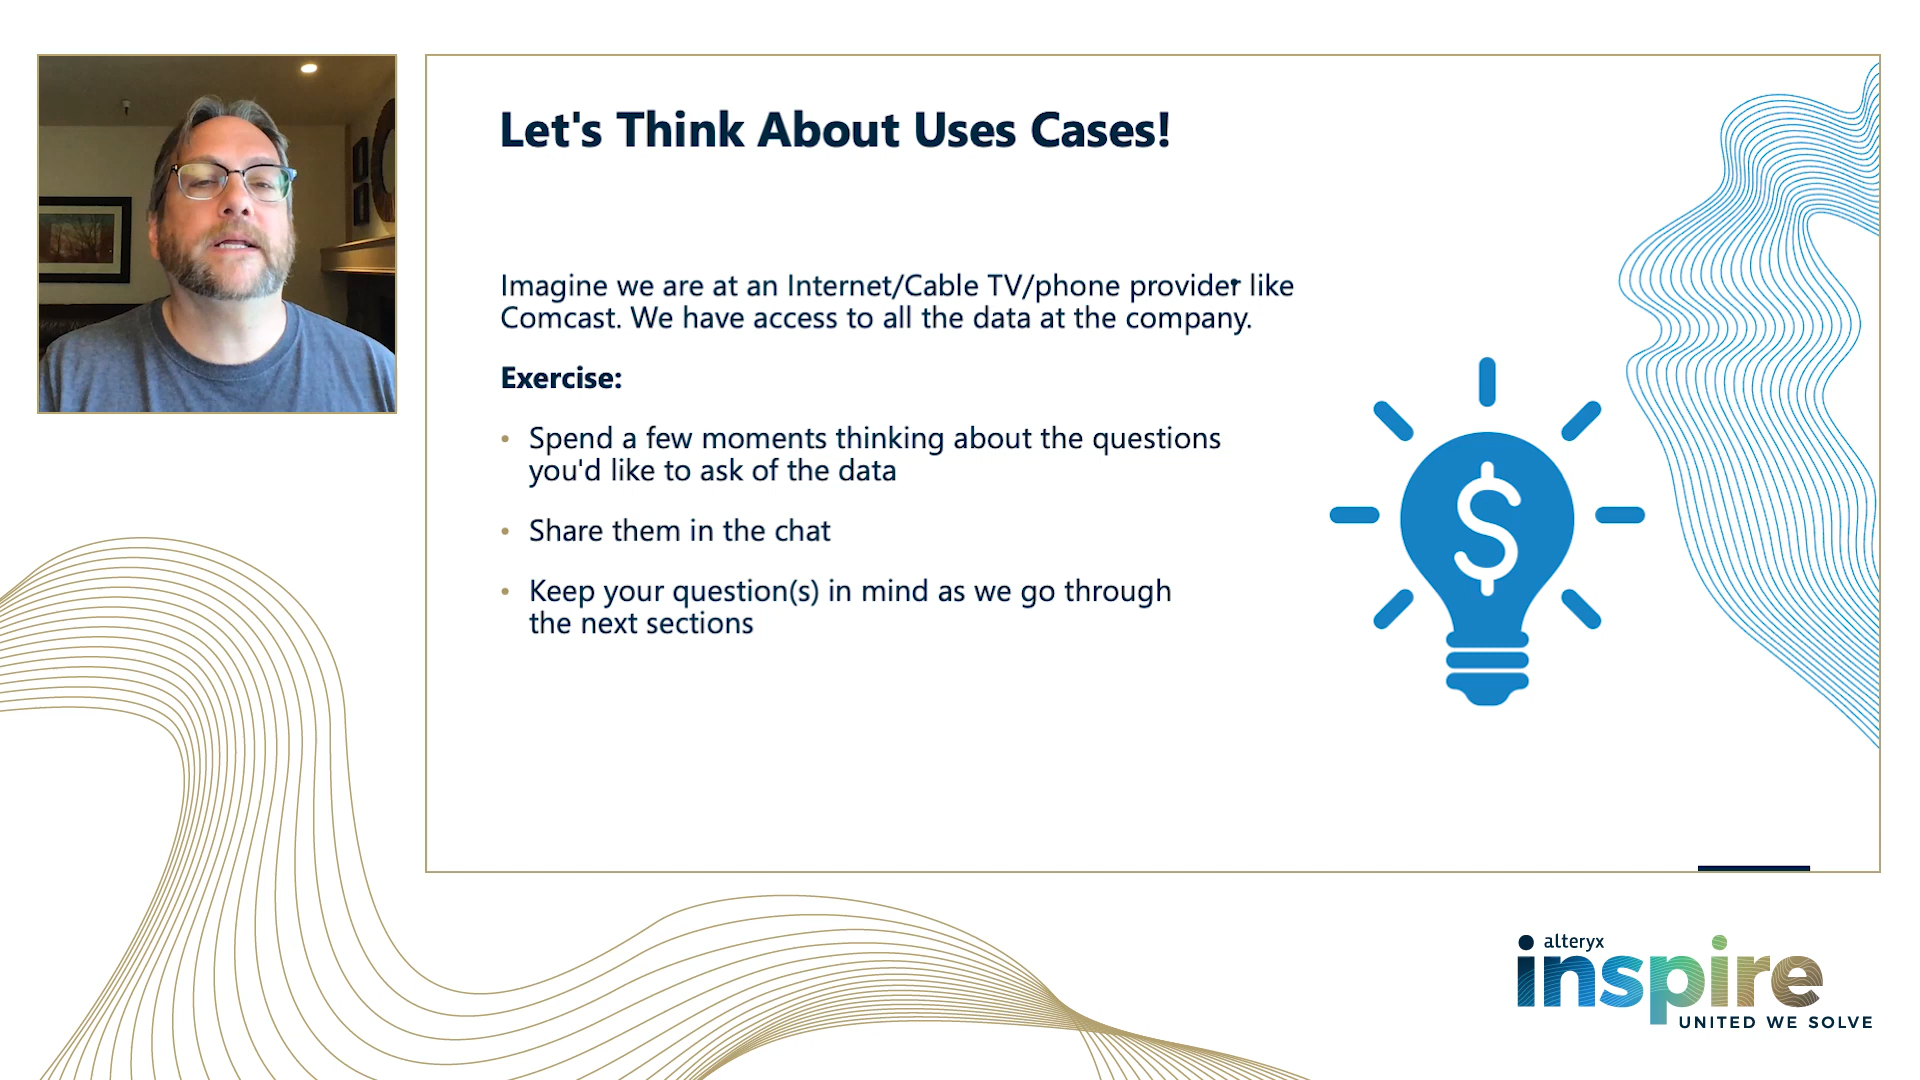 Let's Think About Uses Cases!
Imagine we are at an Internet/Cable TV/phone provider like
Comcast. We have access to all the data at the company.
Exercise:
• Spend a few moments thinking about the questions
you'd like to ask of the data
• Share them in the chat
• Keep your question(s) in mind as we go through
the next sections
$
alteryx
inspire
UNITED WE SOLVE